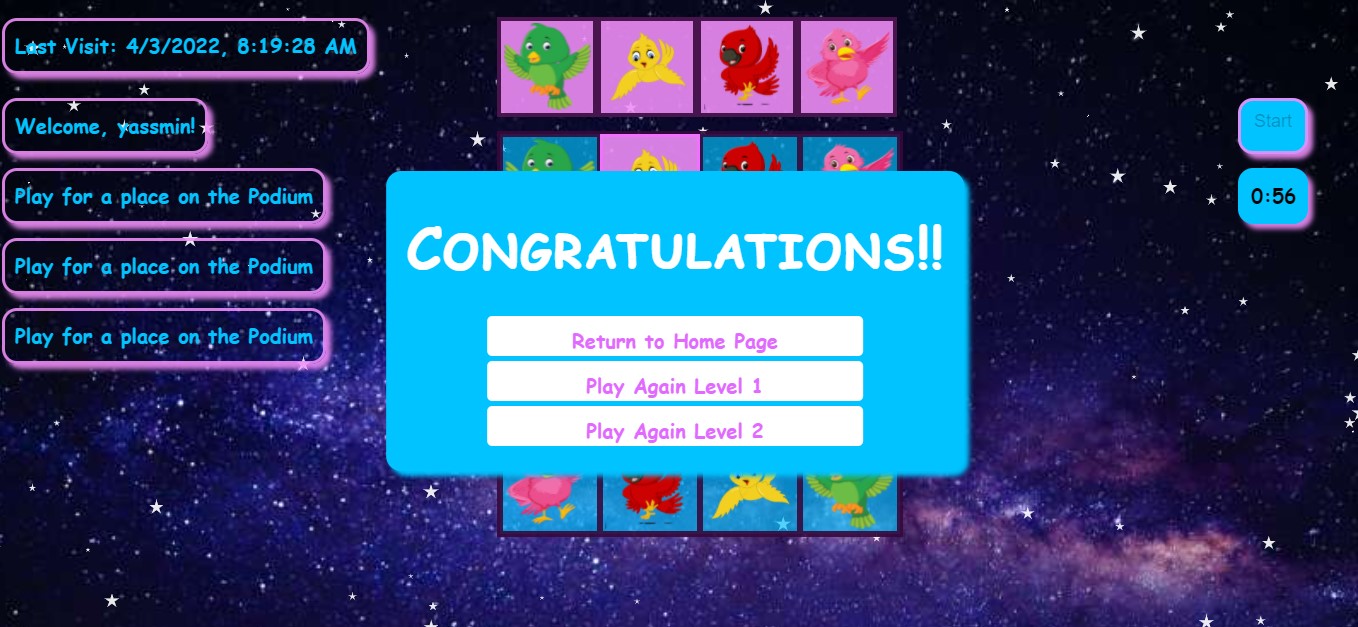 Last Visit: 4/3/2022, 8:19:28 AM
Welcome, yassmin!
Play for a place on the Podium
Play for a place on the Podium
Play for a place on the Podium
CONGRATULATIONS!!
Return to Home Page
Play Again Level 1
Play Again Level 2
Start
0:56